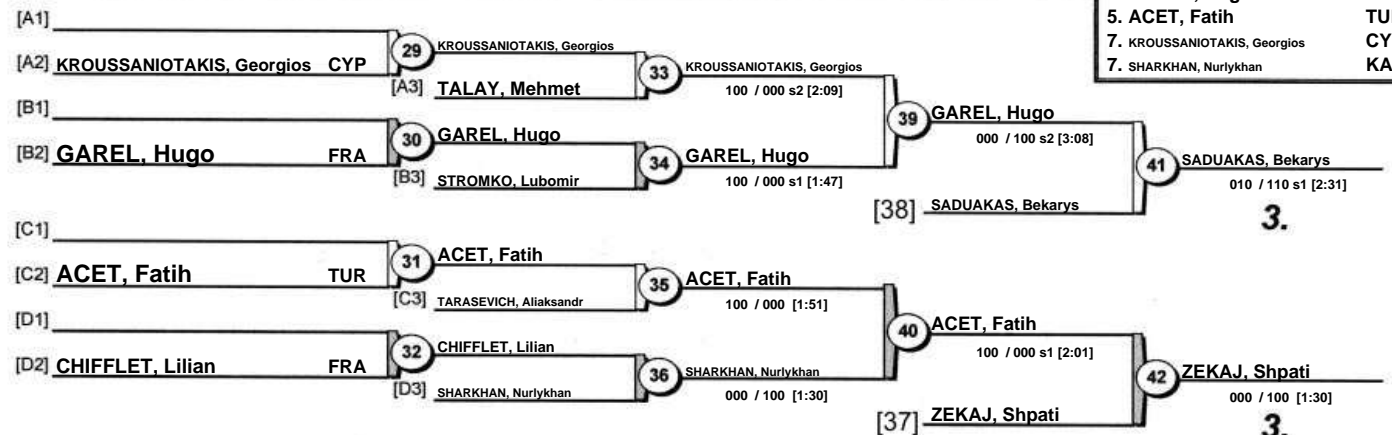 5. ACET, Fatih TU
7. KROUSSANIOTAKIS, Georgios CY
7. SHARKHAN, Nurlykhan KA
[A1]
[A2] KROUSSANIOTAKIS, Georgios CYP
29 KROUSSANIOTAKIS, Georgios
[A3] TALAY, Mehmet
33 KROUSSANIOTAKIS, Georgios
100 / 000 s2 [2:09]
[B1]
[B2] GAREL, Hugo FRA
30 GAREL, Hugo
[B3] STROMKO, Lubomir
34 GAREL, Hugo
100 / 000 s1 [1:47]
39 GAREL, Hugo
000 / 100 s2 [3:08]
[38] SADUAKAS, Bekarys
41 SADUAKAS, Bekarys
010 / 110 s1 [2:31]
3.
[C1]
[C2] ACET, Fatih TUR
31 ACET, Fatih
[C3] TARASEVICH, Aliaksandr
35 ACET, Fatih
100 / 000 [1:51]
[D1]
[D2] CHIFFLET, Lilian FRA
32 CHIFFLET, Lilian
[D3] SHARKHAN, Nurlykhan
36 SHARKHAN, Nurlykhan
000 / 100 [1:30]
40 ACET, Fatih
100 / 000 s1 [2:01]
[37] ZEKAJ, Shpati
42 ZEKAJ, Shpati
000 / 100 [1:30]
3.